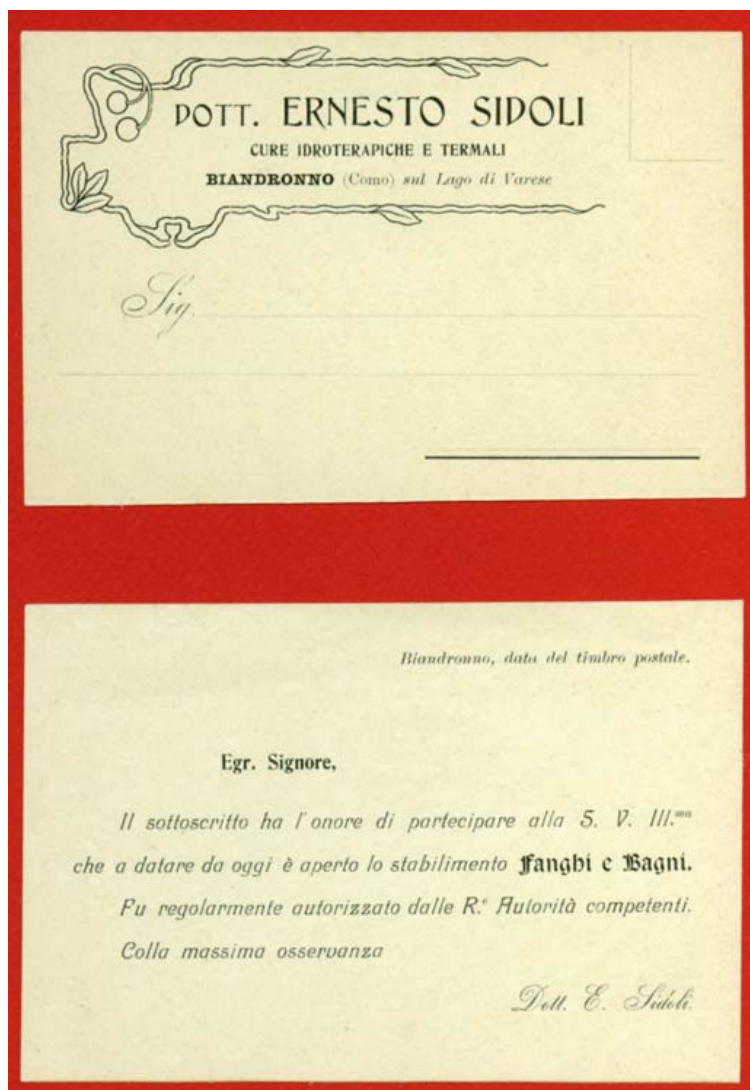 DOTT. ERNESTO SIDOLI
CURE IDROTERAPICHE E TERMALI
BIANDRONNO (Como) sul Lago di Varese
Sig.
Biandronno, data del timbro postale.
Egr. Signore,
Il sottoscritto ha l'onore di partecipare alla S. V. Ill.ma
che a datare da oggi è aperto lo stabilimento Fanghi e Bagni.
Fu regolarmente autorizzato dalle R.e Autorità competenti.
Colla massima osservanza
Dott. E. Sidoli